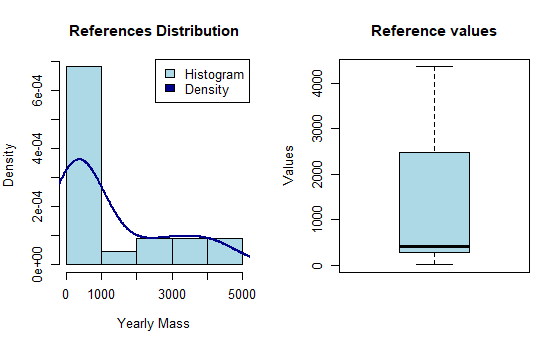 References Distribution
Histogram
Density
Density
0e+00
2e-04
4e-04
6e-04
0
1000
3000
5000
Yearly Mass
Reference values
Values
0
1000
2000
3000
4000